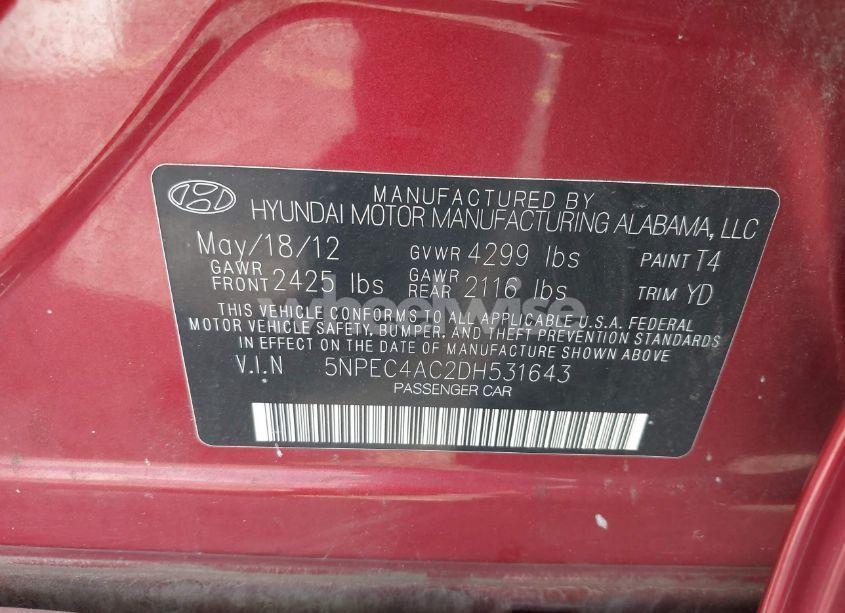 MANUFACTURED BY
HYUNDAI MOTOR MANUFACTURING ALABAMA, LLC
May/18/12 GVWR 4299 lbs PAINT T4
GAWR FRONT 2425 lbs GAWR REAR 2116 lbs TRIM YD
THIS VEHICLE CONFORMS TO ALL APPLICABLE U.S.A. FEDERAL
MOTOR VEHICLE SAFETY, BUMPER, AND THEFT PREVENTION STANDARDS
IN EFFECT ON THE DATE OF MANUFACTURE SHOWN ABOVE
V.I.N 5NPEC4AC2DH531643
PASSENGER CAR
wheelwise